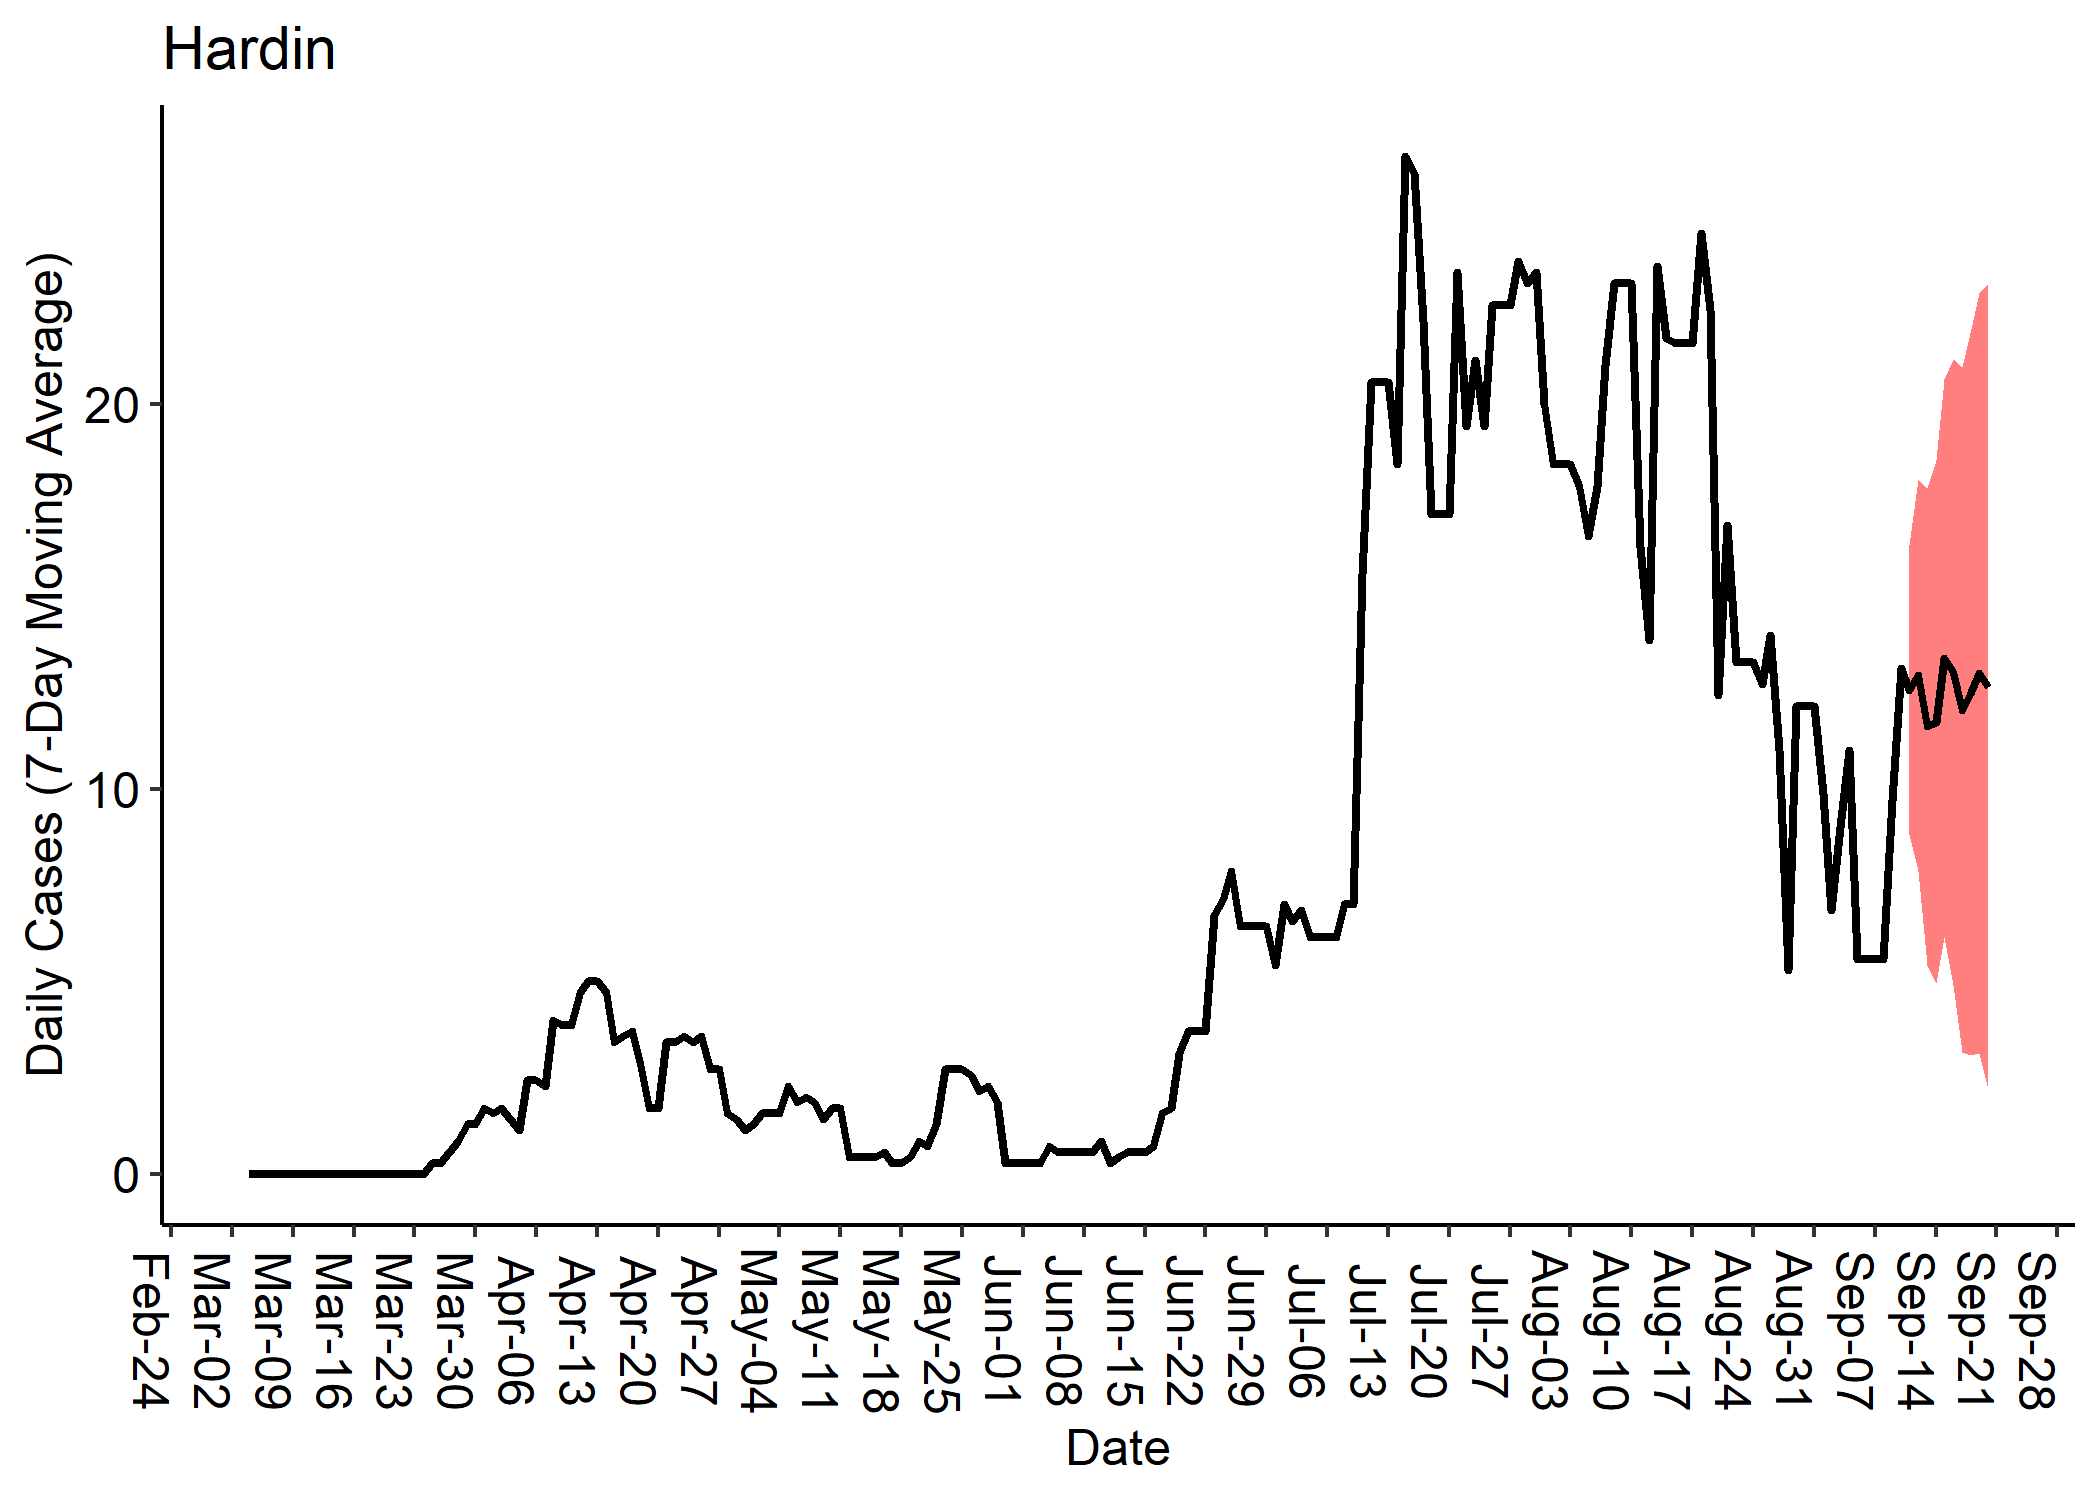 Hardin
Daily Cases (7-Day Moving Average)
20
10
0
Feb-24
Mar-02
Mar-09
Mar-16
Mar-23
Mar-30
Apr-06
Apr-13
Apr-20
Apr-27
May-04
May-11
May-18
May-25
Jun-01
Jun-08
Jun-15
Jun-22
Jun-29
Jul-06
Jul-13
Jul-20
Jul-27
Aug-03
Aug-10
Aug-17
Aug-24
Aug-31
Sep-07
Sep-14
Sep-21
Sep-28
Date